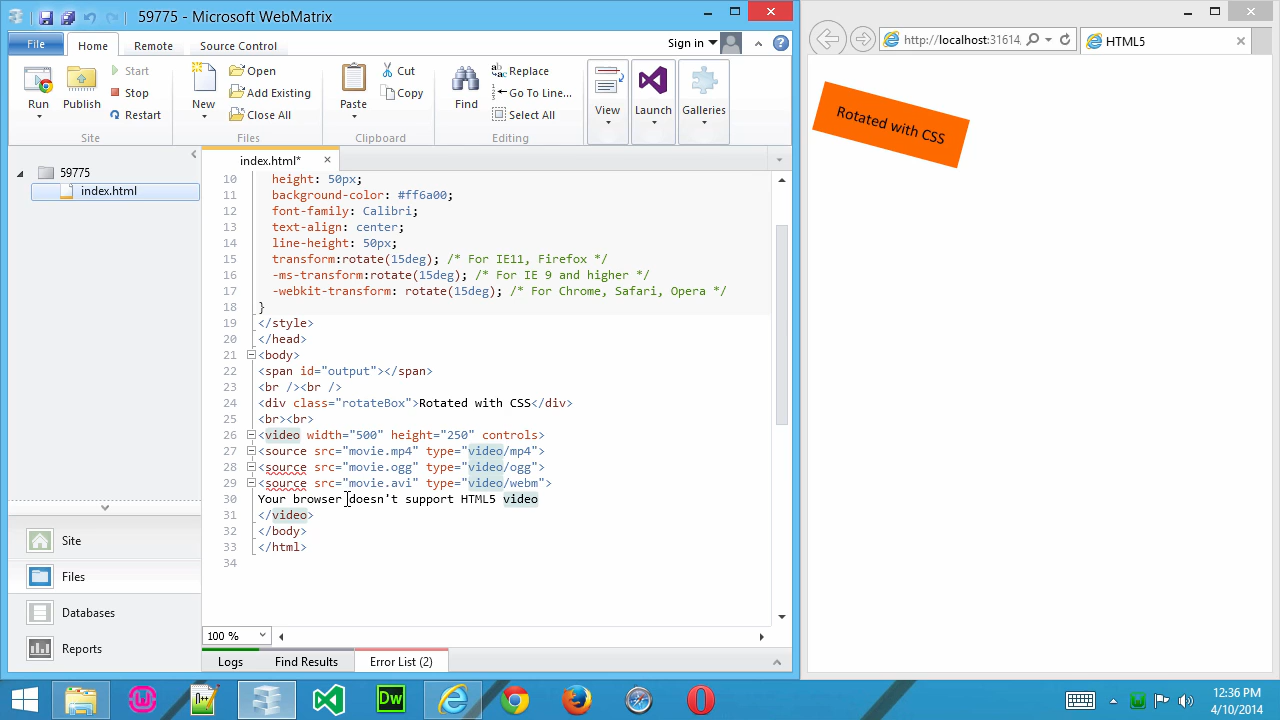 59775 - Microsoft WebMatrix
File
Home
Remote
Source Control
Sign in
Run
Publish
Start
Stop
Restart
Site
New
Open
Add Existing
Close All
Files
Paste
Cut
Copy
Clipboard
Find
Replace
Go To Line...
Select All
Editing
View
Launch
Galleries
59775
index.html
Site
Files
Databases
Reports
index.html*
10 height: 50px;
11 background-color: #ff6a00;
12 font-family: Calibri;
13 text-align: center;
14 line-height: 50px;
15 transform:rotate(15deg); /* For IE11, Firefox */
16 -ms-transform:rotate(15deg); /* For IE 9 and higher */
17 -webkit-transform: rotate(15deg); /* For Chrome, Safari, Opera */
18 }
19 </style>
20 </head>
21 <body>
22 <span id="output"></span>
23 <br /><br />
24 <div class="rotateBox">Rotated with CSS</div>
25 <br><br>
26 <video width="500" height="250" controls>
27 <source src="movie.mp4" type="video/mp4">
28 <source src="movie.ogg" type="video/ogg">
29 <source src="movie.avi" type="video/webm">
30 Your browser doesn't support HTML5 video
31 </video>
32 </body>
33 </html>
34
100 %
Logs
Find Results
Error List (2)
http://localhost:31614,
HTML5
Rotated with CSS
Dw
12:36 PM
4/10/2014